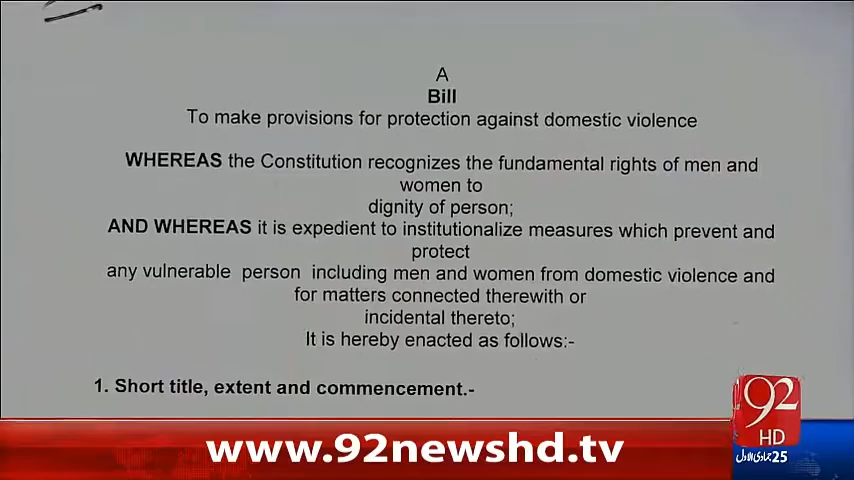 A
Bill
To make provisions for protection against domestic violence
WHEREAS the Constitution recognizes the fundamental rights of men and
women to
dignity of person;
AND WHEREAS it is expedient to institutionalize measures which prevent and
protect
any vulnerable person including men and women from domestic violence and
for matters connected therewith or
incidental thereto;
It is hereby enacted as follows:-
1. Short title, extent and commencement.-
92
HD
25 جمادی الاول
www.92newshd.tv